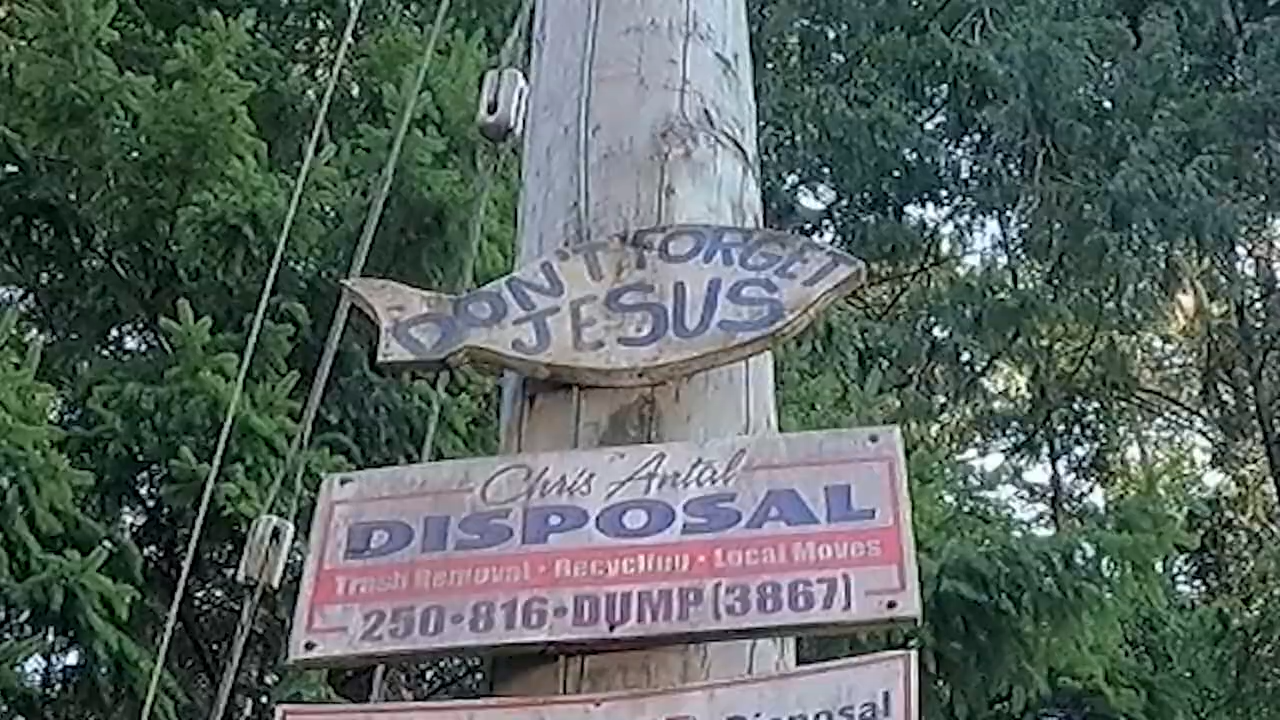 DON'T FORGET
JESUS
Chris Antal
DISPOSAL
Trash Removal • Recycling • Local Moves
250•816•DUMP(3867)
Disposal